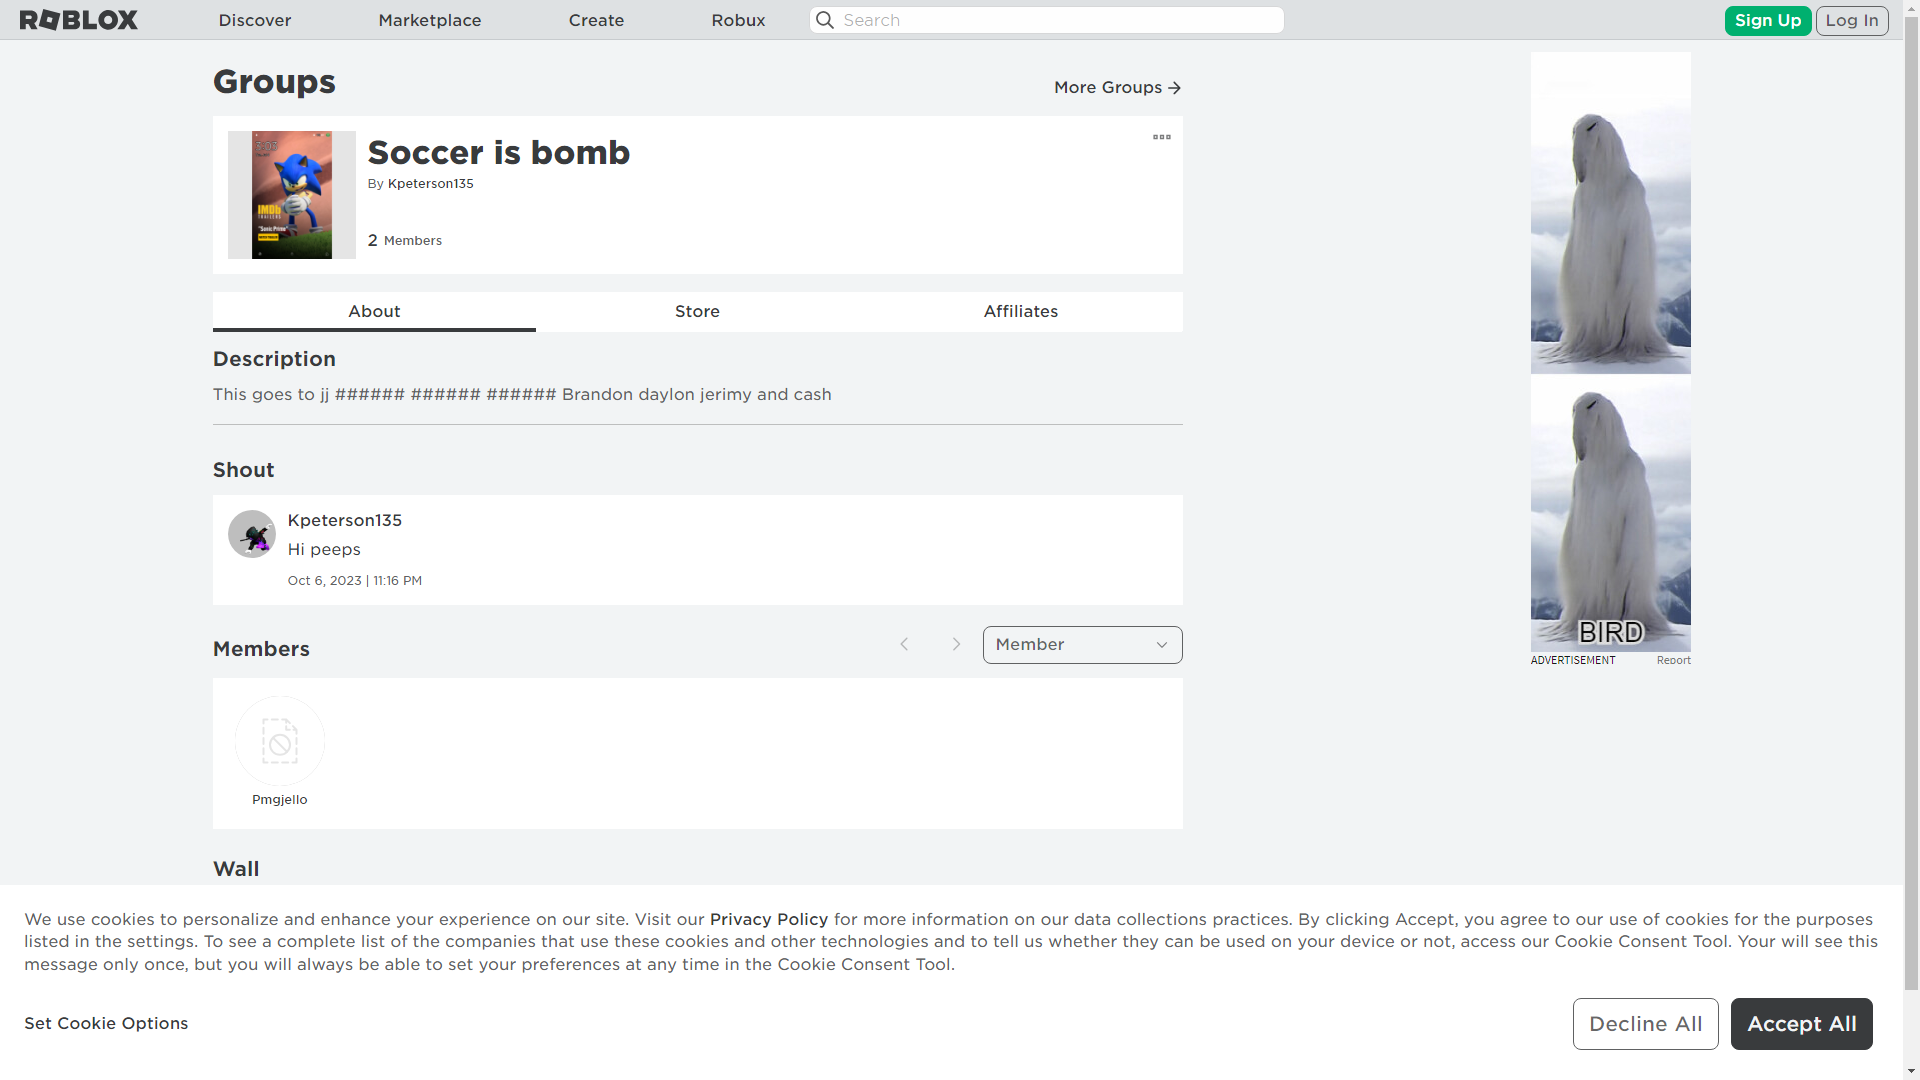 ROBLOX
Discover
Marketplace
Create
Robux
Search
Sign Up
Log In
Groups
More Groups
Soccer is bomb
By Kpeterson135
2 Members
IMDb
"Sonic Prime"
About
Store
Affiliates
Description
This goes to jj ###### ###### ###### Brandon daylon jerimy and cash
Shout
Kpeterson135
Hi peeps
Oct 6, 2023 | 11:16 PM
Members
Member
Pmgjello
Wall
BIRD
ADVERTISEMENT
Report
We use cookies to personalize and enhance your experience on our site. Visit our Privacy Policy for more information on our data collections practices. By clicking Accept, you agree to our use of cookies for the purposes
listed in the settings. To see a complete list of the companies that use these cookies and other technologies and to tell us whether they can be used on your device or not, access our Cookie Consent Tool. Your will see this
message only once, but you will always be able to set your preferences at any time in the Cookie Consent Tool.
Set Cookie Options
Decline All
Accept All